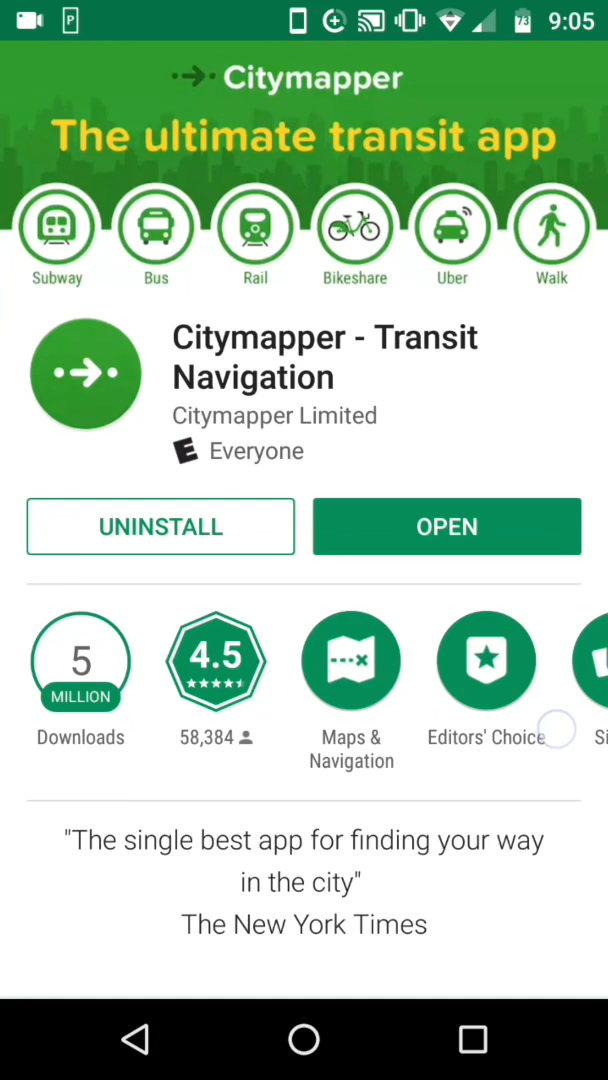 P 73 9:05
Citymapper
The ultimate transit app
Subway Bus Rail Bikeshare Uber Walk
Citymapper - Transit
Navigation
Citymapper Limited
E Everyone
UNINSTALL OPEN
5 4.5
MILLION
Downloads 58,384 Maps & Editors' Choice Si
Navigation
"The single best app for finding your way
in the city"
The New York Times